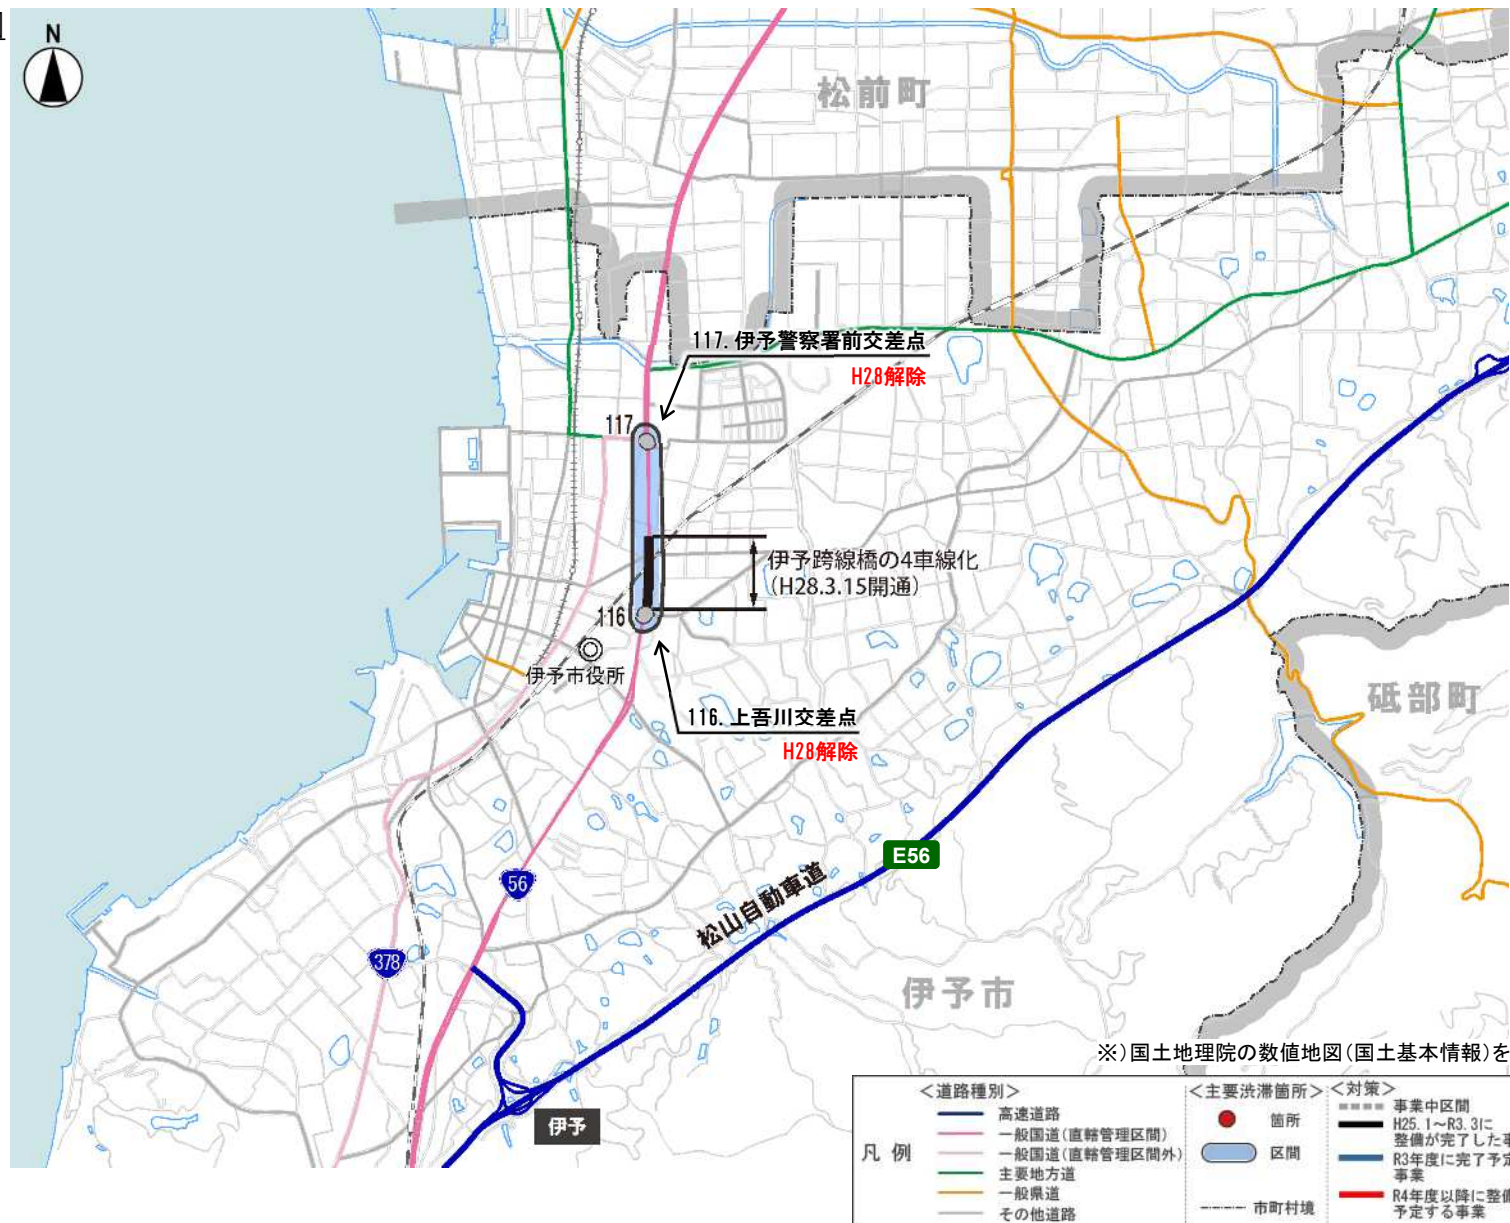 N
松前町
117. 伊予警察署前交差点
H28解除
117
伊予跨線橋の4車線化
(H28.3.15開通)
116
伊予市役所
116. 上吾川交差点
H28解除
砥部町
E56
松山自動車道
56
378
伊予市
伊予
※)国土地理院の数値地図(国土基本情報)を
凡 例
<道路種別>
高速道路
一般国道(直轄管理区間)
一般国道(直轄管理区間外)
主要地方道
一般県道
その他道路
<主要渋滞箇所>
箇所
区間
市町村境
<対策>
事業中区間
H25.1~R3.3に
整備が完了した事
R3年度に完了予定
事業
R4年度以降に整備
予定する事業